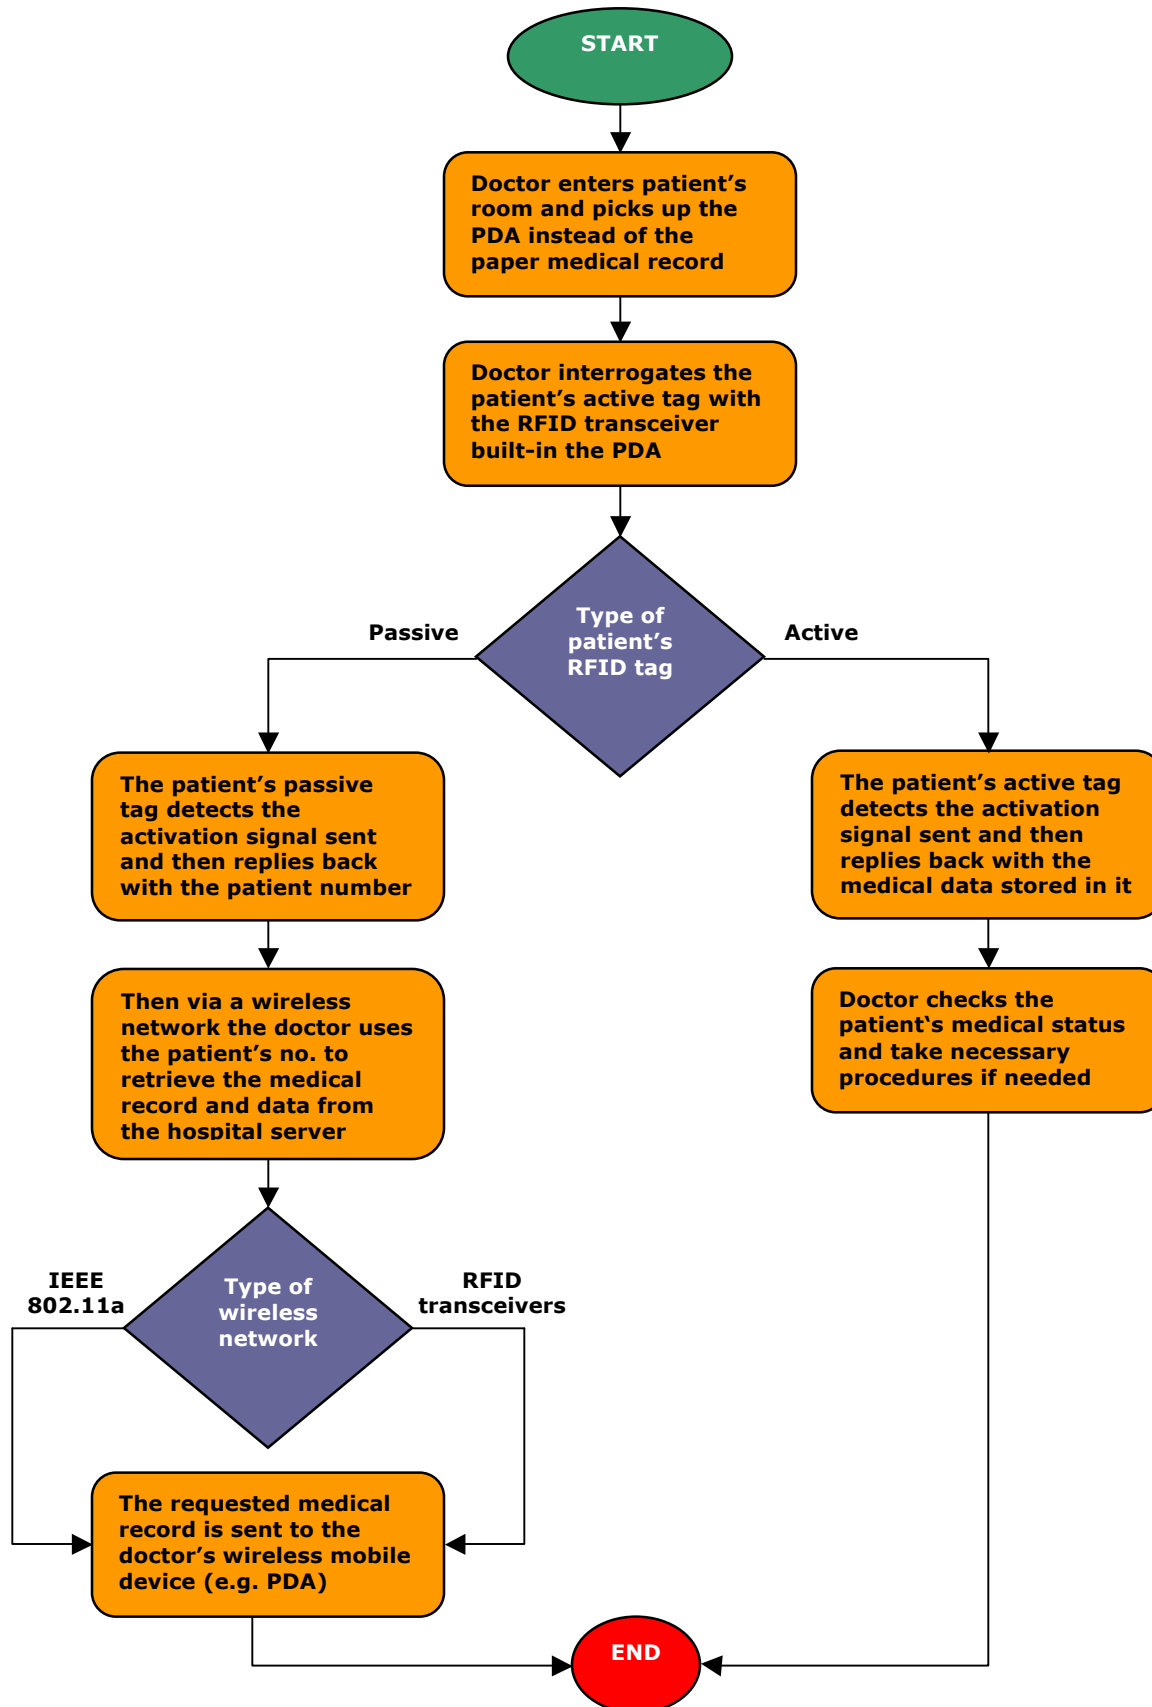 START
Doctor enters patient’s
room and picks up the
PDA instead of the
paper medical record
Doctor interrogates the
patient’s active tag with
the RFID transceiver
built-in the PDA
Type of
patient’s
RFID tag
Passive
Active
The patient’s passive
tag detects the
activation signal sent
and then replies back
with the patient number
The patient’s active tag
detects the activation
signal sent and then
replies back with the
medical data stored in it
Then via a wireless
network the doctor uses
the patient’s no. to
retrieve the medical
record and data from
the hospital server
Doctor checks the
patient‘s medical status
and take necessary
procedures if needed
IEEE
802.11a
Type of
wireless
network
RFID
transceivers
The requested medical
record is sent to the
doctor’s wireless mobile
device (e.g. PDA)
END